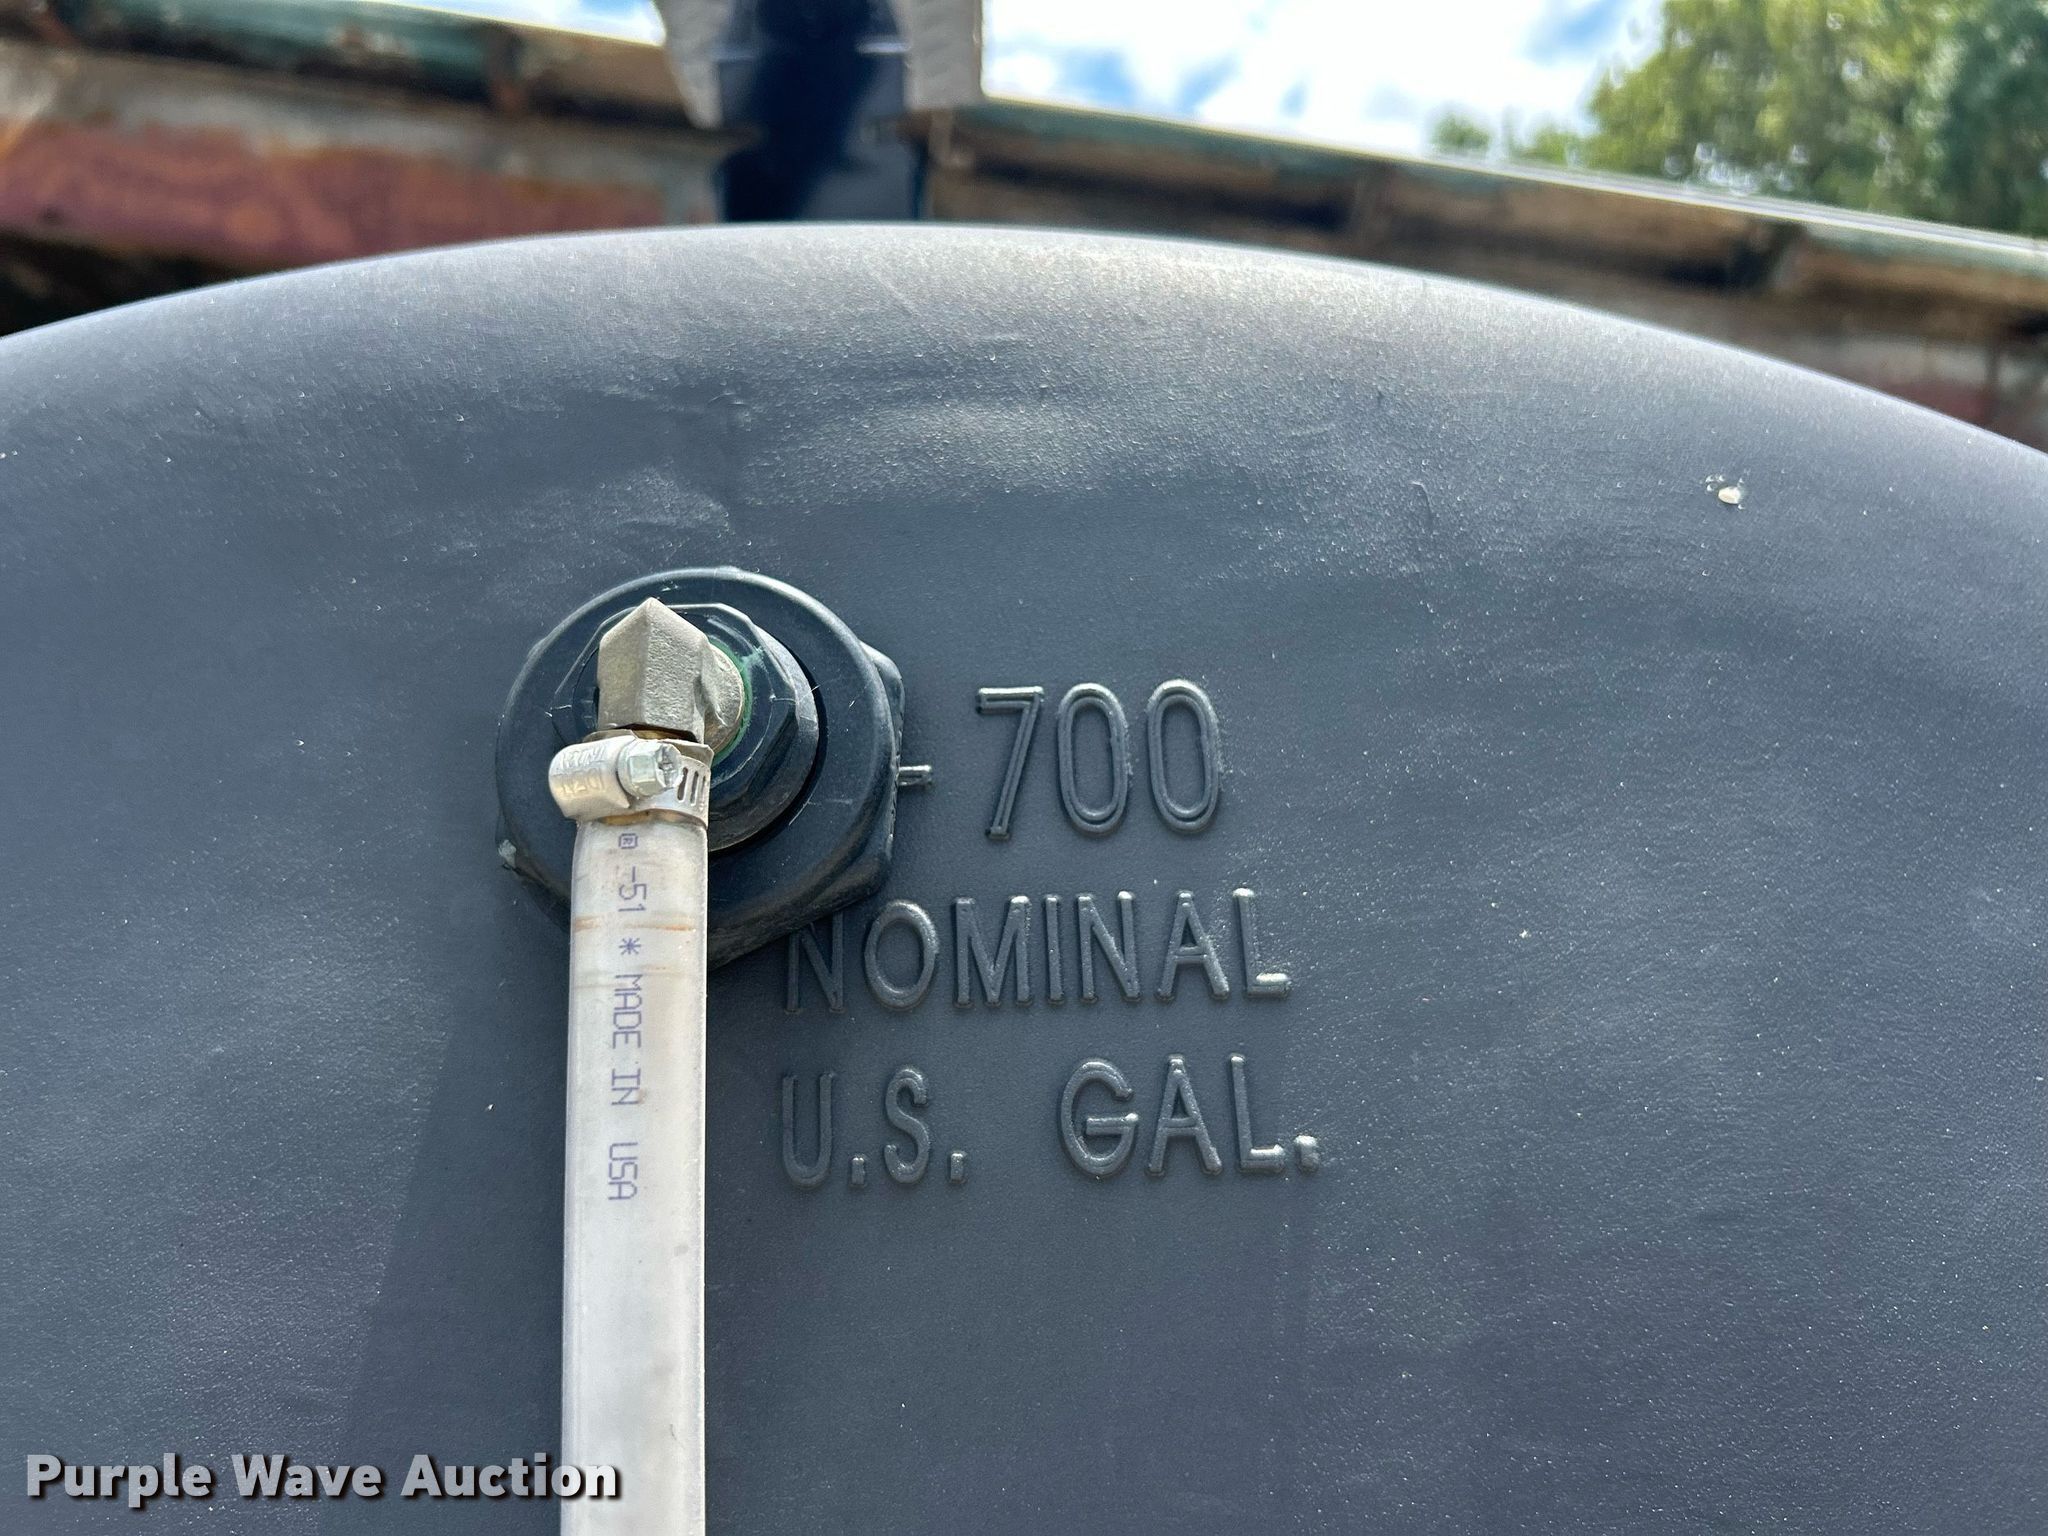 - 700
NOMINAL
U.S. GAL.
® -51 * MADE IN USA
Purple Wave Auction